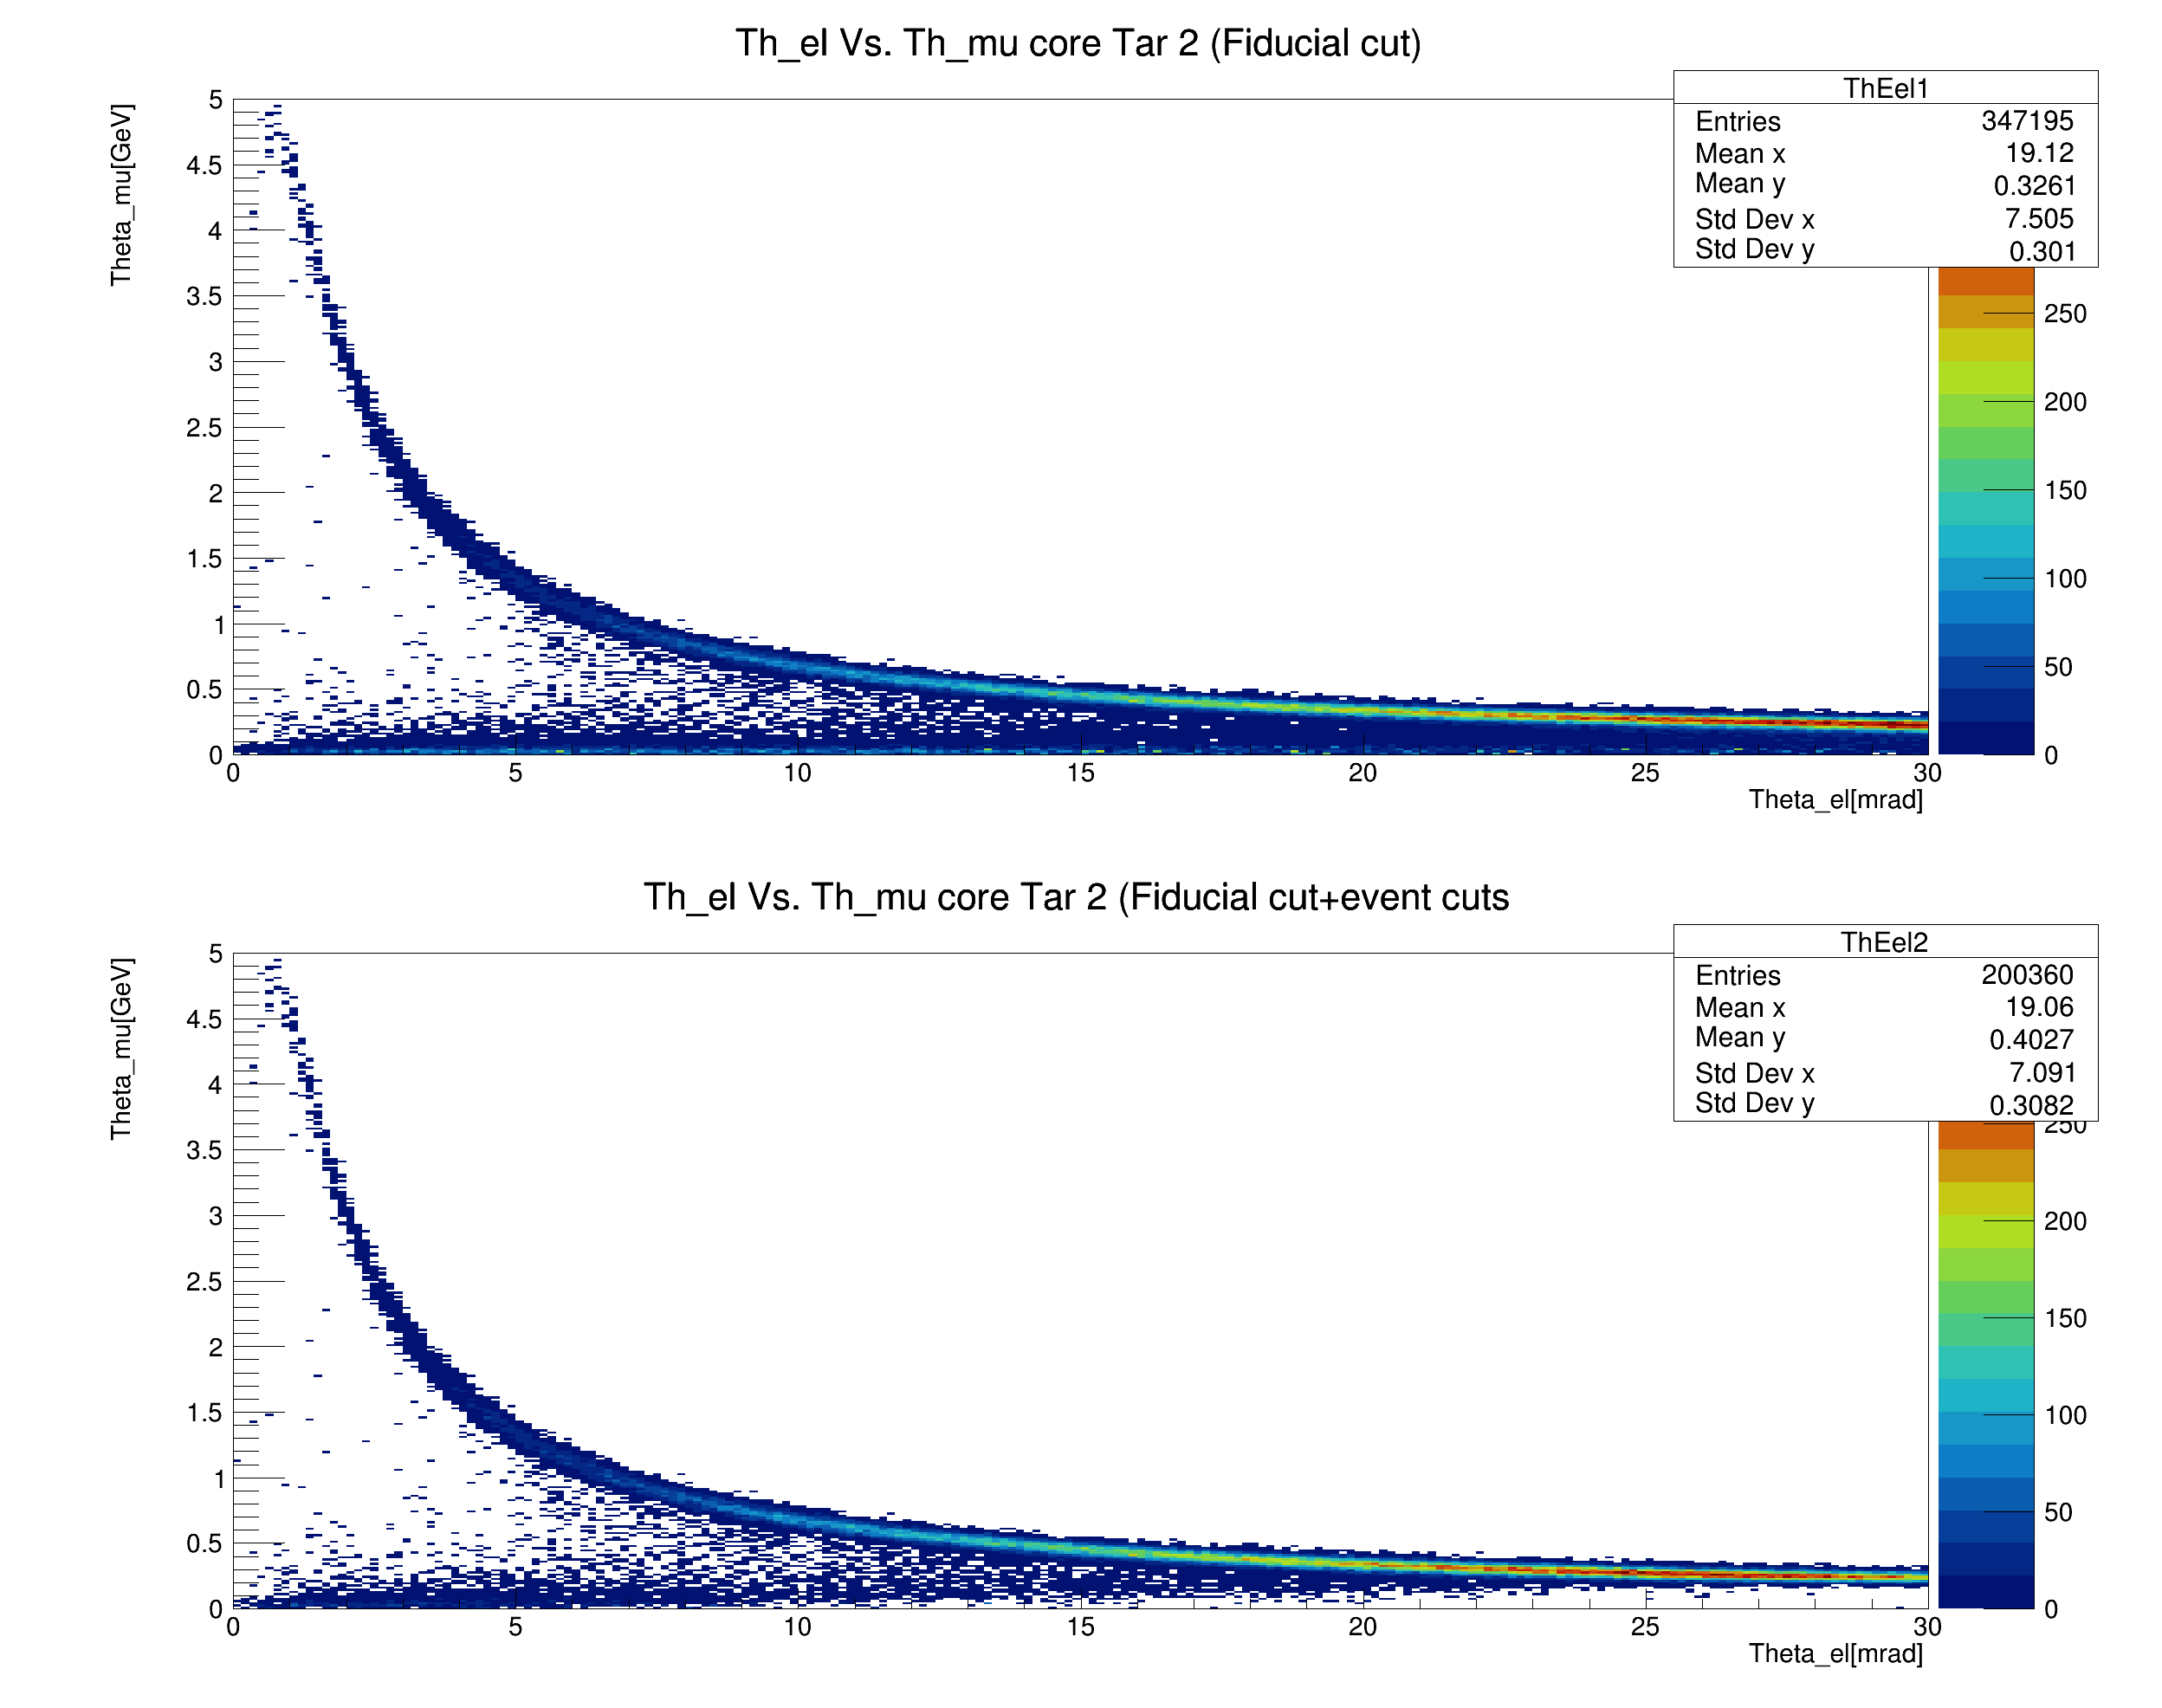 Th_el Vs. Th_mu core Tar 2 (Fiducial cut)
ThEel1
Entries 347195
Mean x 19.12
Mean y 0.3261
Std Dev x 7.505
Std Dev y 0.301
Theta_mu[GeV]
5
4.5
4
3.5
3
2.5
2
1.5
1
0.5
0
0 5 10 15 20 25 30
Theta_el[mrad]
250
200
150
100
50
0
Th_el Vs. Th_mu core Tar 2 (Fiducial cut+event cuts
ThEel2
Entries 200360
Mean x 19.06
Mean y 0.4027
Std Dev x 7.091
Std Dev y 0.3082
Theta_mu[GeV]
5
4.5
4
3.5
3
2.5
2
1.5
1
0.5
0
0 5 10 15 20 25 30
Theta_el[mrad]
250
200
150
100
50
0